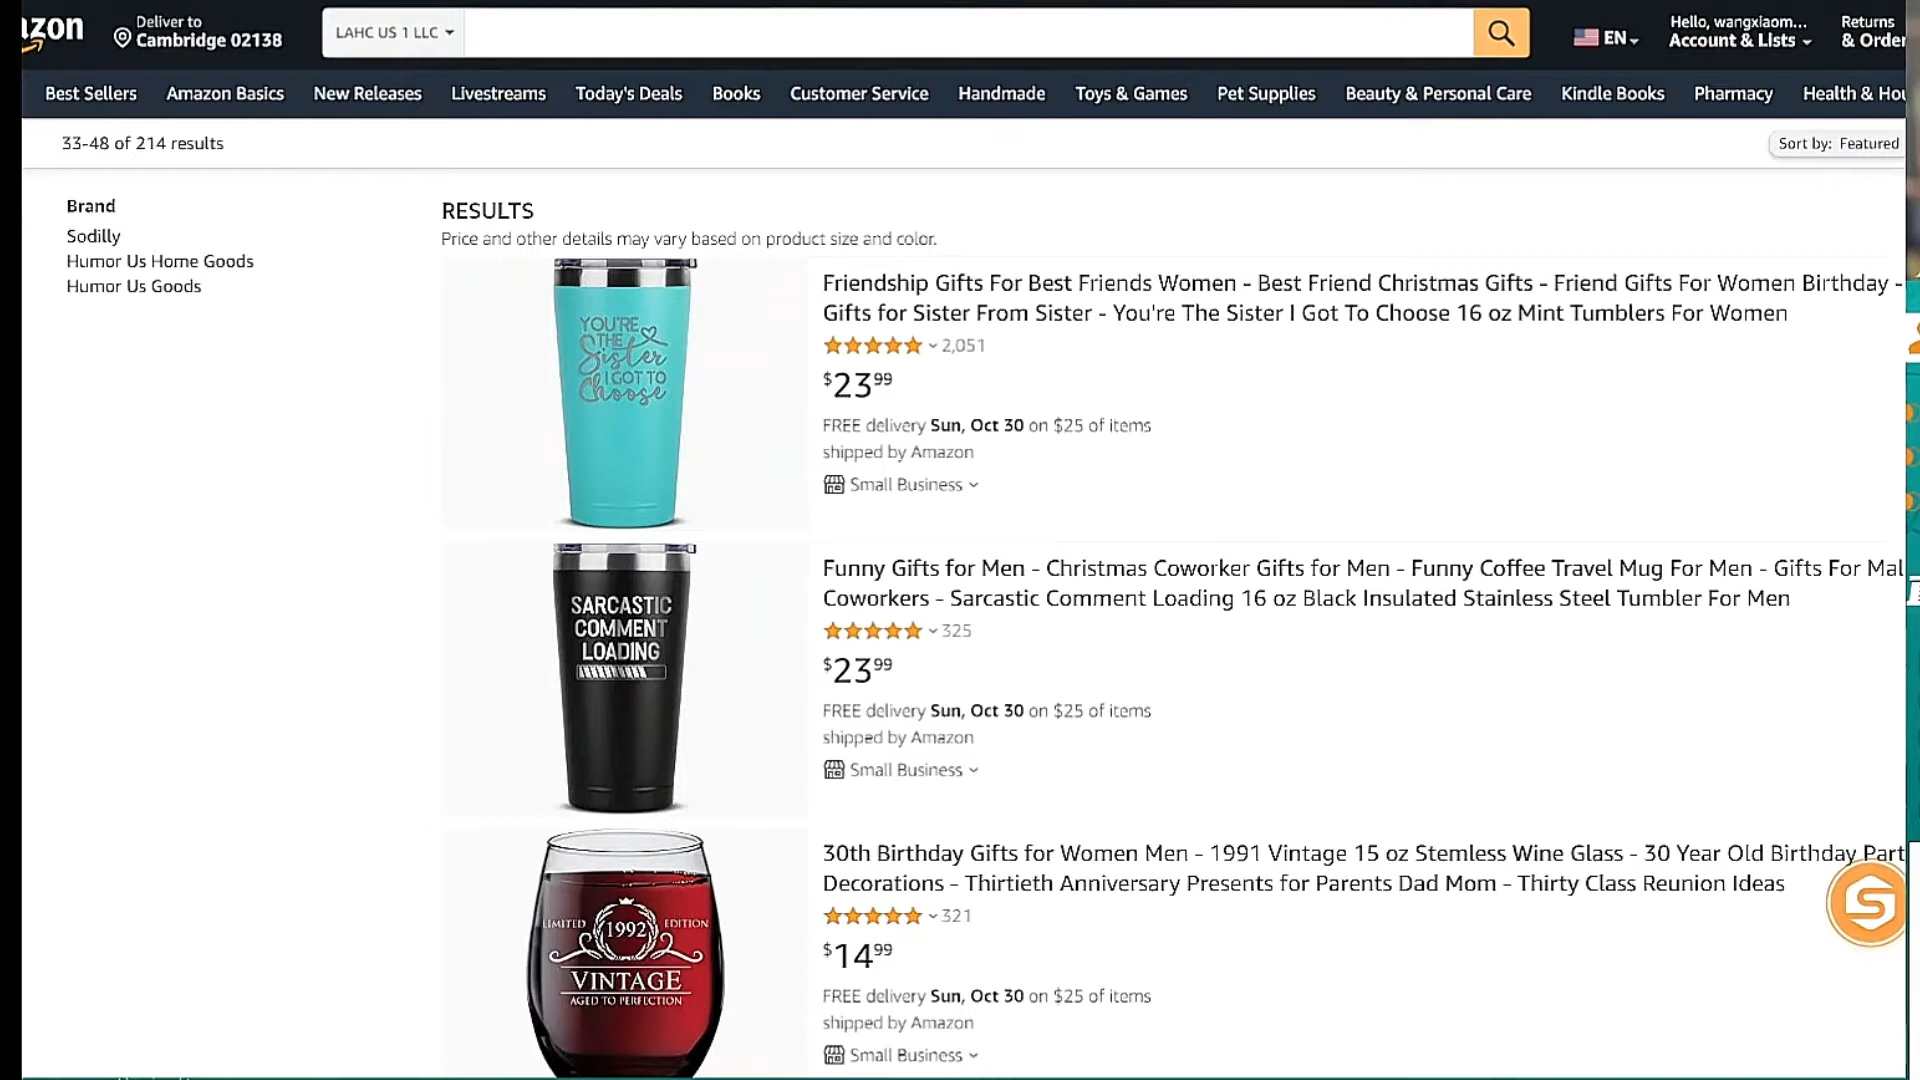 azon
Deliver to
Cambridge 02138
LAHC US 1 LLC
EN
Hello, wangxiaom...
Account & Lists
Returns
& Order
Best Sellers
Amazon Basics
New Releases
Livestreams
Today's Deals
Books
Customer Service
Handmade
Toys & Games
Pet Supplies
Beauty & Personal Care
Kindle Books
Pharmacy
Health & Hou
33-48 of 214 results
Sort by: Featured
Brand
Sodilly
Humor Us Home Goods
Humor Us Goods
RESULTS
Price and other details may vary based on product size and color.
YOU'RE
THE
Sister
I GOT TO
Choose
Friendship Gifts For Best Friends Women - Best Friend Christmas Gifts - Friend Gifts For Women Birthday -
Gifts for Sister From Sister - You're The Sister I Got To Choose 16 oz Mint Tumblers For Women
2,051
$23.99
FREE delivery Sun, Oct 30 on $25 of items
shipped by Amazon
Small Business
SARCASTIC
COMMENT
LOADING
Funny Gifts for Men - Christmas Coworker Gifts for Men - Funny Coffee Travel Mug For Men - Gifts For Mal
Coworkers - Sarcastic Comment Loading 16 oz Black Insulated Stainless Steel Tumbler For Men
325
$23.99
FREE delivery Sun, Oct 30 on $25 of items
shipped by Amazon
Small Business
LIMITED 1992 EDITION
VINTAGE
AGED TO PERFECTION
30th Birthday Gifts for Women Men - 1991 Vintage 15 oz Stemless Wine Glass - 30 Year Old Birthday Part
Decorations - Thirtieth Anniversary Presents for Parents Dad Mom - Thirty Class Reunion Ideas
321
$14.99
FREE delivery Sun, Oct 30 on $25 of items
shipped by Amazon
Small Business